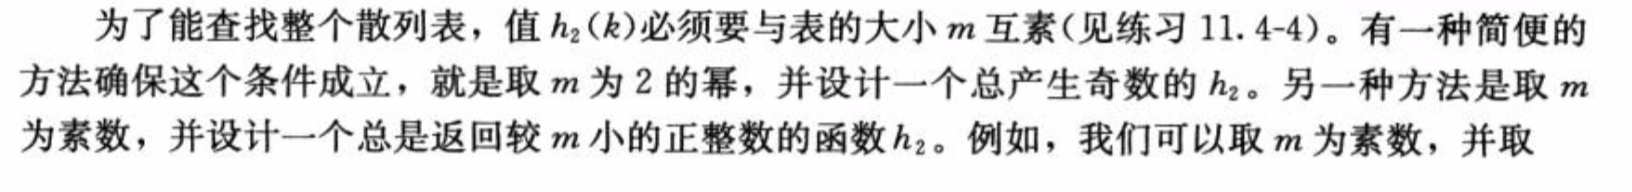 为了能查找整个散列表，值 h₂(k)必须要与表的大小 m 互素(见练习 11.4-4)。有一种简便的
方法确保这个条件成立，就是取 m 为 2 的幂，并设计一个总产生奇数的 h₂。另一种方法是取 m
为素数，并设计一个总是返回较 m 小的正整数的函数 h₂。例如，我们可以取 m 为素数，并取